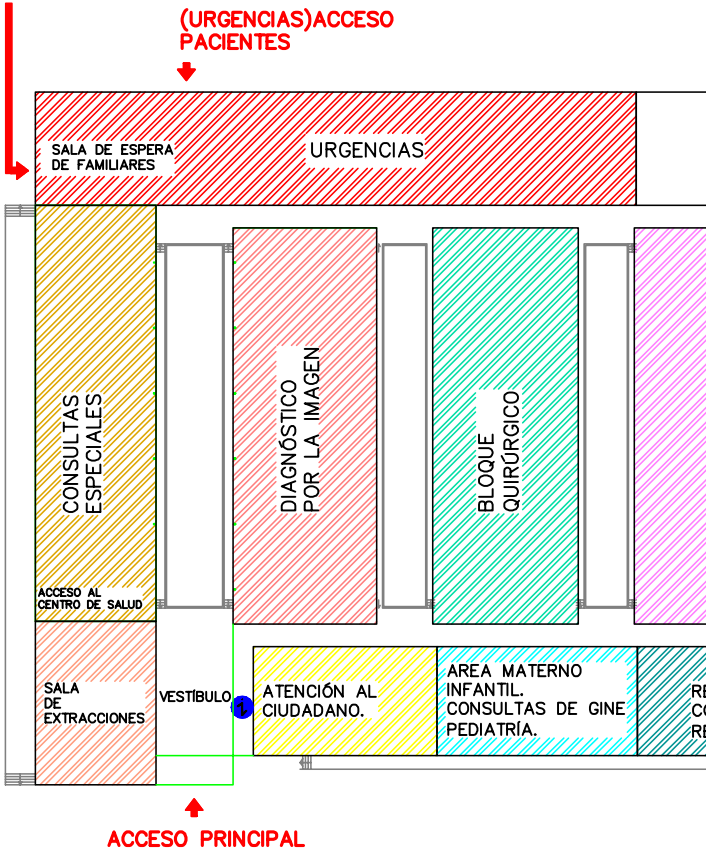 (URGENCIAS)ACCESO
PACIENTES
SALA DE ESPERA
DE FAMILIARES
URGENCIAS
CONSULTAS
ESPECIALES
DIAGNÓSTICO
POR LA IMAGEN
BLOQUE
QUIRÚRGICO
ACCESO AL
CENTRO DE SALUD
SALA
DE
EXTRACCIONES
VESTÍBULO
1
ATENCIÓN AL
CIUDADANO.
AREA MATERNO
INFANTIL.
CONSULTAS DE GINE
PEDIATRÍA.
ACCESO PRINCIPAL